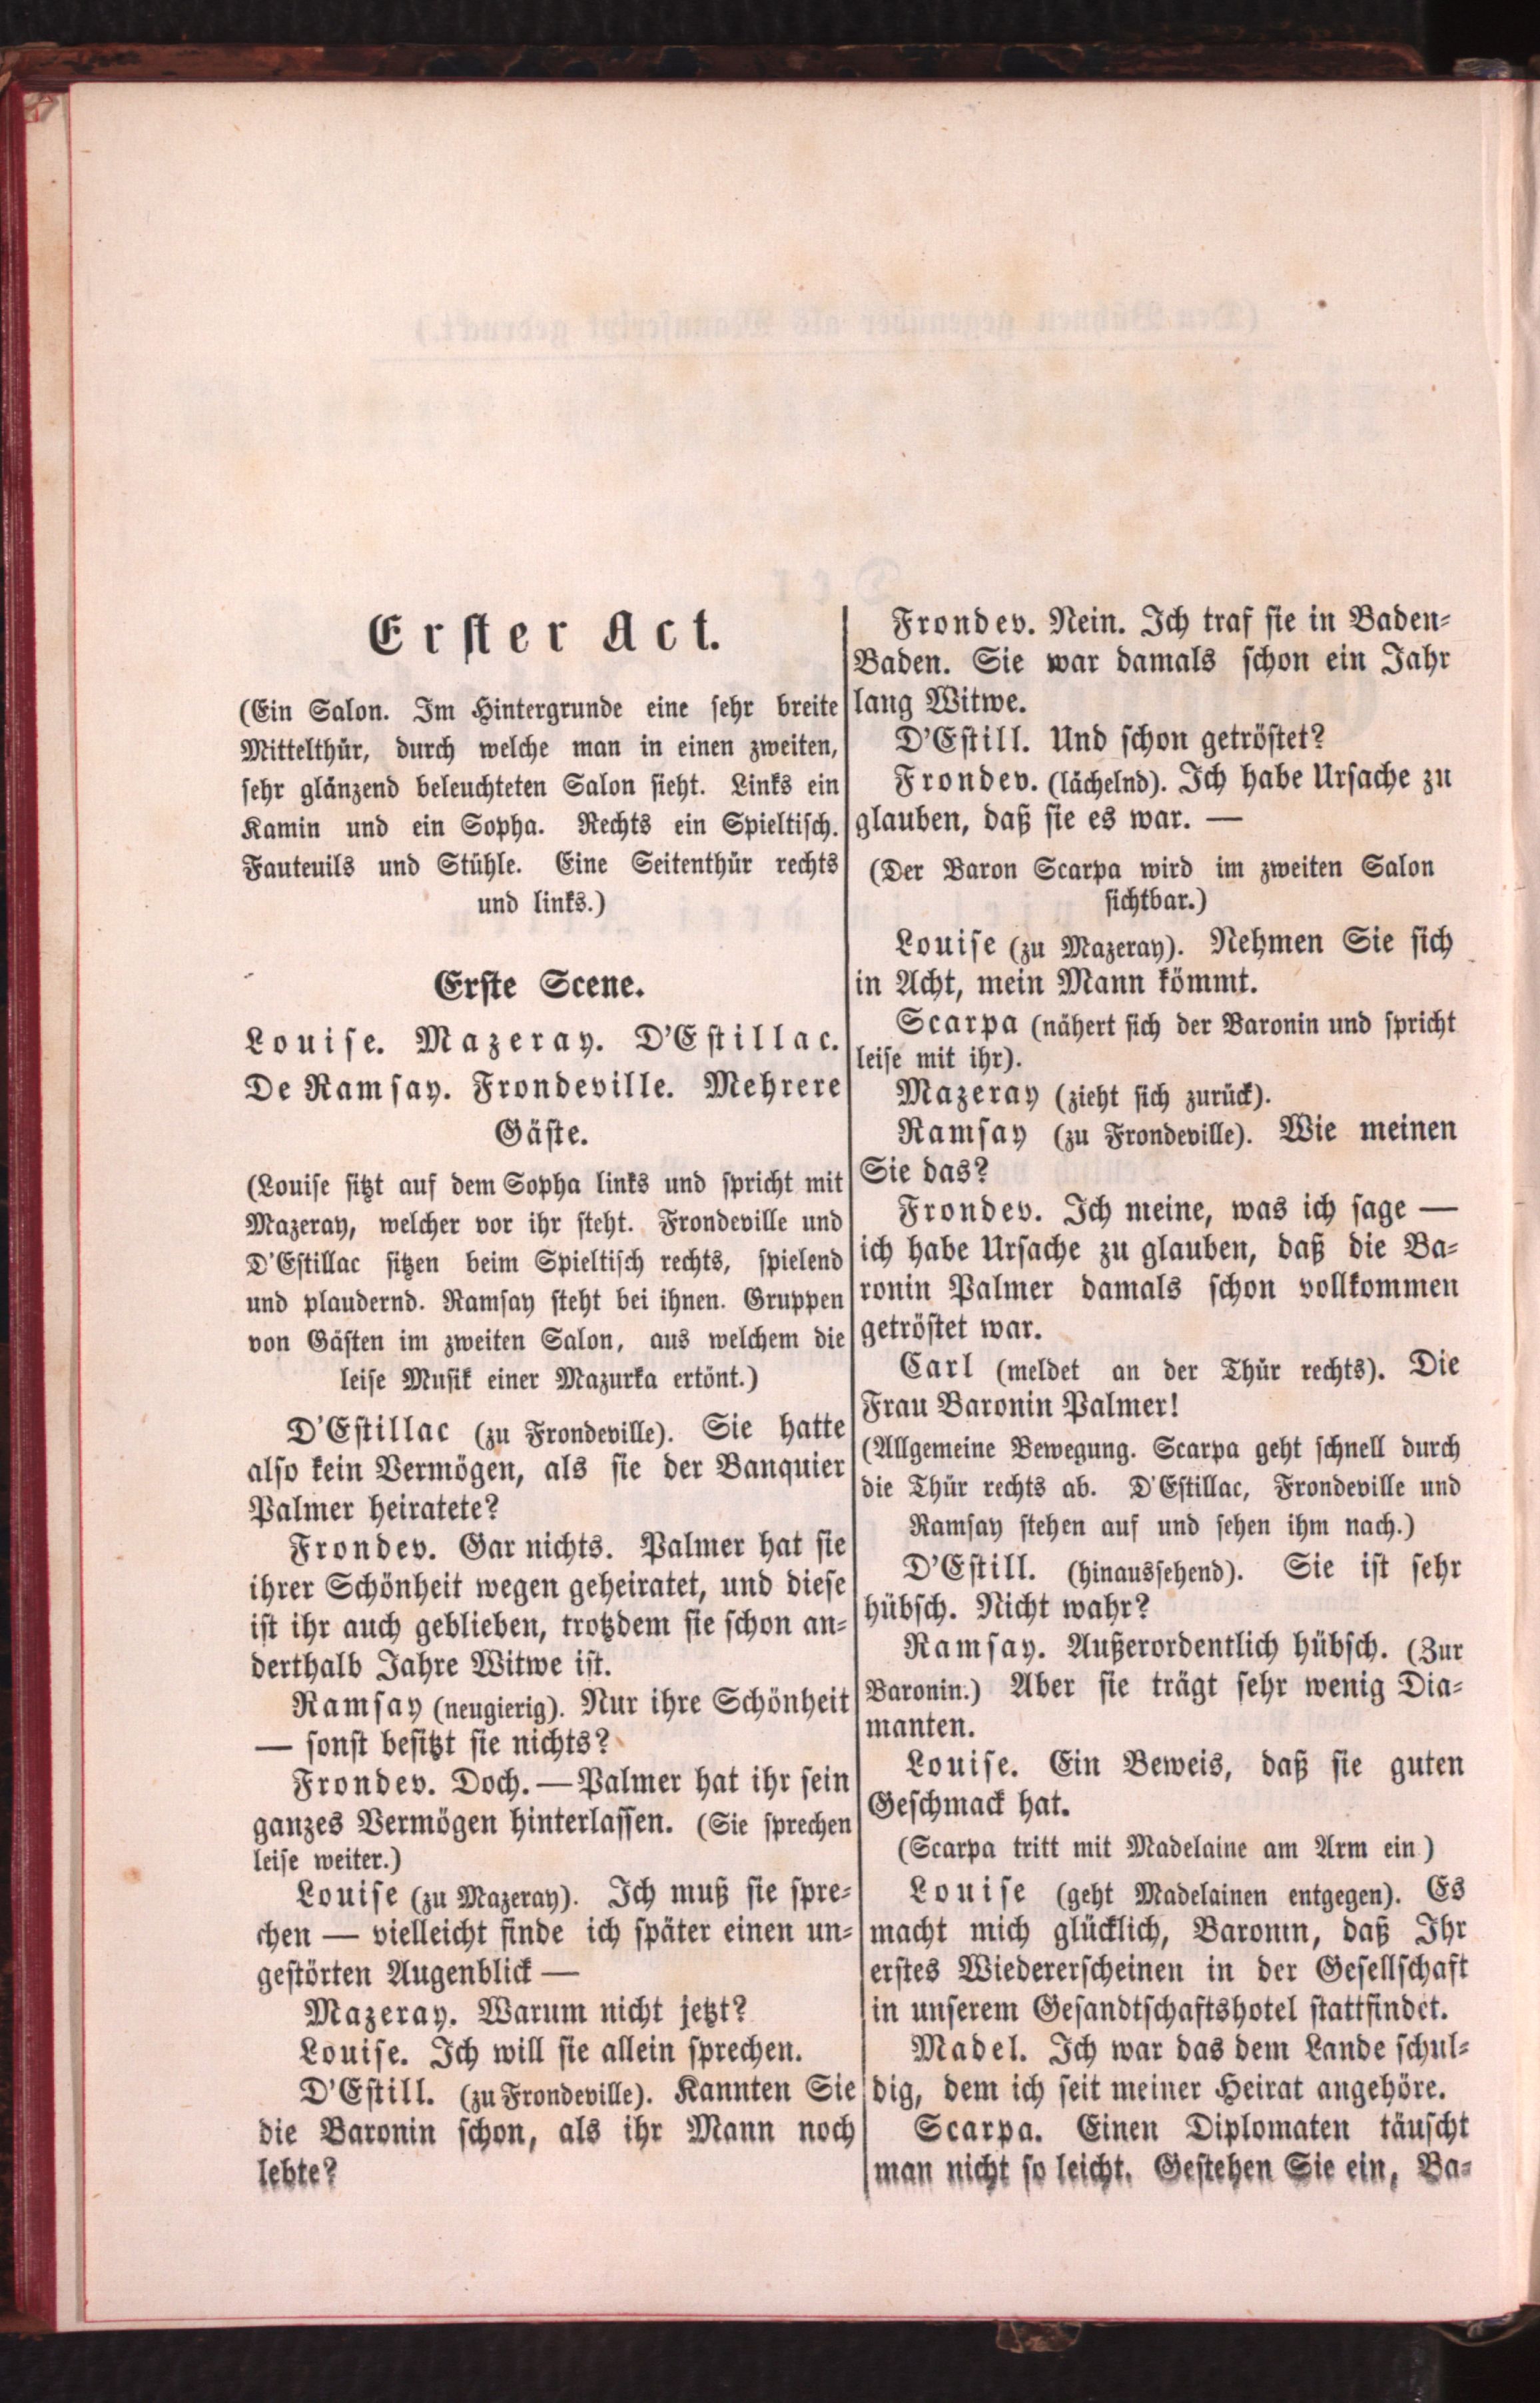 Erster Act.
(Ein Salon. Im Hintergrunde eine sehr breite
Mittelthür, durch welche man in einen zweiten,
sehr glänzend beleuchteten Salon sieht. Links ein
Kamin und ein Sopha. Rechts ein Spieltisch.
Fauteuils und Stühle. Eine Seitenthür rechts
und links.)
Erste Scene.
Louise. Mazeray. D'Estillac.
De Ramsay. Frondeville. Mehrere
Gäste.
(Louise sitzt auf dem Sopha links und spricht mit
Mazeray, welcher vor ihr steht. Frondeville und
D'Estillac sitzen beim Spieltisch rechts, spielend
und plaudernd. Ramsay steht bei ihnen. Gruppen
von Gästen im zweiten Salon, aus welchem die
leise Musik einer Mazurka ertönt.)
D'Estillac (zu Frondeville). Sie hatte
also kein Vermögen, als sie der Banquier
Palmer heiratete?
Frondev. Gar nichts. Palmer hat sie
ihrer Schönheit wegen geheiratet, und diese
ist ihr auch geblieben, trotzdem sie schon an-
derthalb Jahre Witwe ist.
Ramsay (neugierig). Nur ihre Schönheit
— sonst besitzt sie nichts?
Frondev. Doch. — Palmer hat ihr sein
ganzes Vermögen hinterlassen. (Sie sprechen
leise weiter.)
Louise (zu Mazeray). Ich muß sie spre-
chen — vielleicht finde ich später einen un-
gestörten Augenblick —
Mazeray. Warum nicht jetzt?
Louise. Ich will sie allein sprechen.
D'Estill. (zu Frondeville). Kannten Sie
die Baronin schon, als ihr Mann noch
lebte?
Frondev. Nein. Ich traf sie in Baden-
Baden. Sie war damals schon ein Jahr
lang Witwe.
D'Estill. Und schon getröstet?
Frondev. (lächelnd). Ich habe Ursache zu
glauben, daß sie es war. —
(Der Baron Scarpa wird im zweiten Salon
sichtbar.)
Louise (zu Mazeray). Nehmen Sie sich
in Acht, mein Mann kömmt.
Scarpa (nähert sich der Baronin und spricht
leise mit ihr).
Mazeray (zieht sich zurück).
Ramsay (zu Frondeville). Wie meinen
Sie das?
Frondev. Ich meine, was ich sage —
ich habe Ursache zu glauben, daß die Ba-
ronin Palmer damals schon vollkommen
getröstet war.
Carl (meldet an der Thür rechts). Die
Frau Baronin Palmer!
(Allgemeine Bewegung. Scarpa geht schnell durch
die Thür rechts ab. D'Estillac, Frondeville und
Ramsay stehen auf und sehen ihm nach.)
D'Estill. (hinaussehend). Sie ist sehr
hübsch. Nicht wahr?
Ramsay. Außerordentlich hübsch. (Zur
Baronin.) Aber sie trägt sehr wenig Dia-
manten.
Louise. Ein Beweis, daß sie guten
Geschmack hat.
(Scarpa tritt mit Madelaine am Arm ein)
Louise (geht Madelainen entgegen). Es
macht mich glücklich, Baronin, daß Ihr
erstes Wiedererscheinen in der Gesellschaft
in unserem Gesandtschaftshotel stattfindet.
Madel. Ich war das dem Lande schul-
dig, dem ich seit meiner Heirat angehöre.
Scarpa. Einen Diplomaten täuscht
man nicht so leicht. Gestehen Sie ein, Ba-